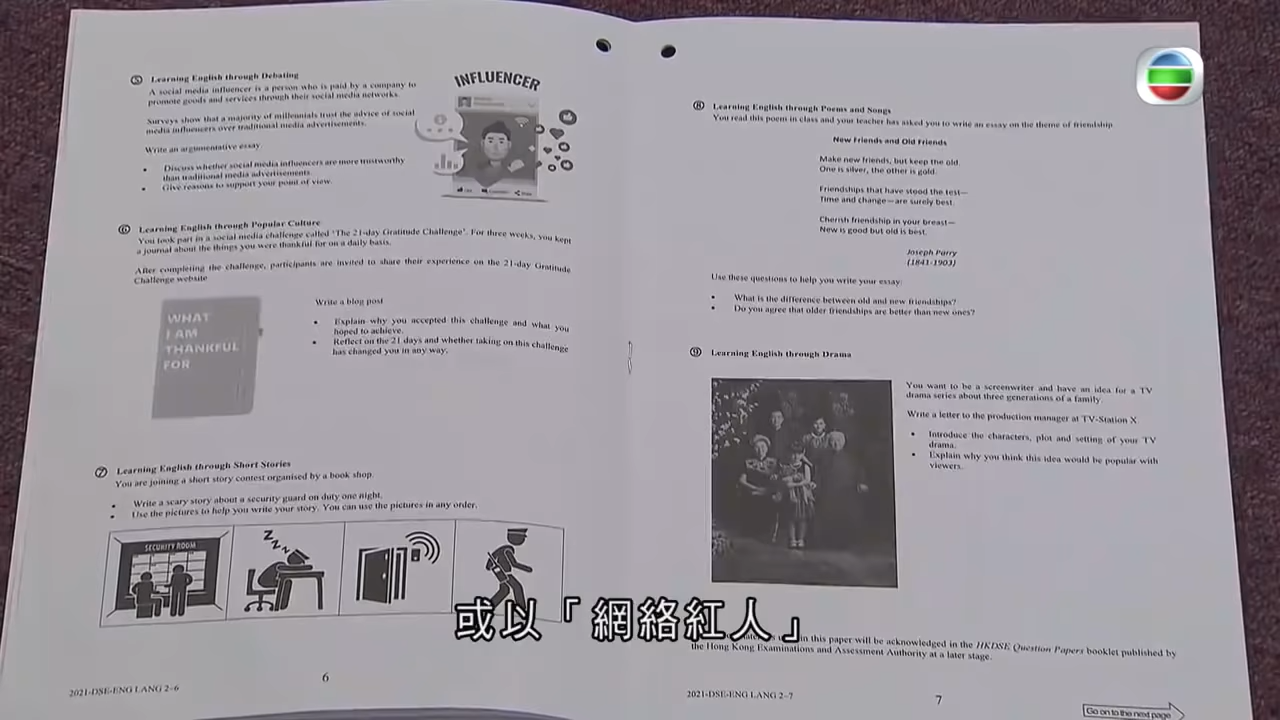 ⑤ Learning English through Debating
A social media influencer is a person who is paid by a company to
promote goods and services through their social media networks.
Surveys show that a majority of millennials trust the advice of social
media influencers over traditional media advertisements.
Write an argumentative essay
• Discuss whether social media influencers are more trustworthy
than traditional media advertisements.
• Give reasons to support your point of view.
INFLUENCER
⑥ Learning English through Popular Culture
You took part in a social media challenge called 'The 21-day Gratitude Challenge'. For three weeks, you kept
a journal about the things you were thankful for on a daily basis.
After completing the challenge, participants are invited to share their experience on the 21-day Gratitude
Challenge website
WHAT
I AM
THANKFUL
FOR
Write a blog post
• Explain why you accepted this challenge and what you
hoped to achieve.
• Reflect on the 21 days and whether taking on this challenge
has changed you in any way.
⑦ Learning English through Short Stories
You are joining a short story contest organised by a book shop.
• Write a scary story about a security guard on duty one night.
• Use the pictures to help you write your story. You can use the pictures in any order.
SECURITY ROOM
ZZZ
6
2021-DSE-ENG LANG 2–6
⑧ Learning English through Poems and Songs
You read this poem in class and your teacher has asked you to write an essay on the theme of friendship.
New Friends and Old Friends
Make new friends, but keep the old.
One is silver, the other is gold.
Friendships that have stood the test—
Time and change—are surely best.
Cherish friendship in your breast—
New is good but old is best.
Joseph Parry
(1841-1903)
Use these questions to help you write your essay:
• What is the difference between old and new friendships?
• Do you agree that older friendships are better than new ones?
⑨ Learning English through Drama
You want to be a screenwriter and have an idea for a TV
drama series about three generations of a family.
Write a letter to the production manager at TV-Station X
• Introduce the characters, plot and setting of your TV
drama.
• Explain why you think this idea would be popular with
viewers.
in this paper will be acknowledged in the HKDSE Question Papers booklet published by
the Hong Kong Examinations and Assessment Authority at a later stage.
2021-DSE-ENG LANG 2–7
7
Go on to the next page
或以「網絡紅人」